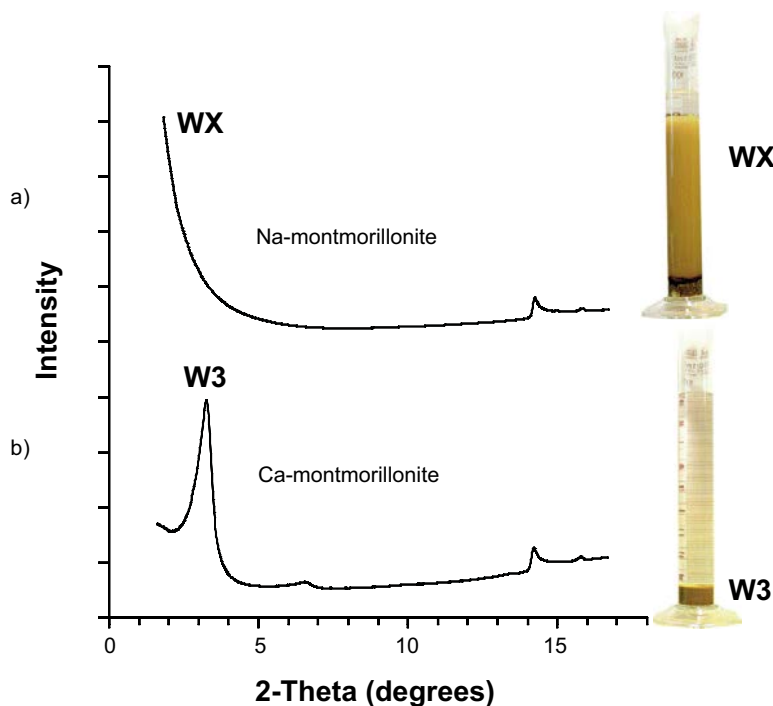 WX
a)
Na-montmorillonite
WX
Intensity
W3
b)
Ca-montmorillonite
W3
0
5
10
15
2-Theta (degrees)